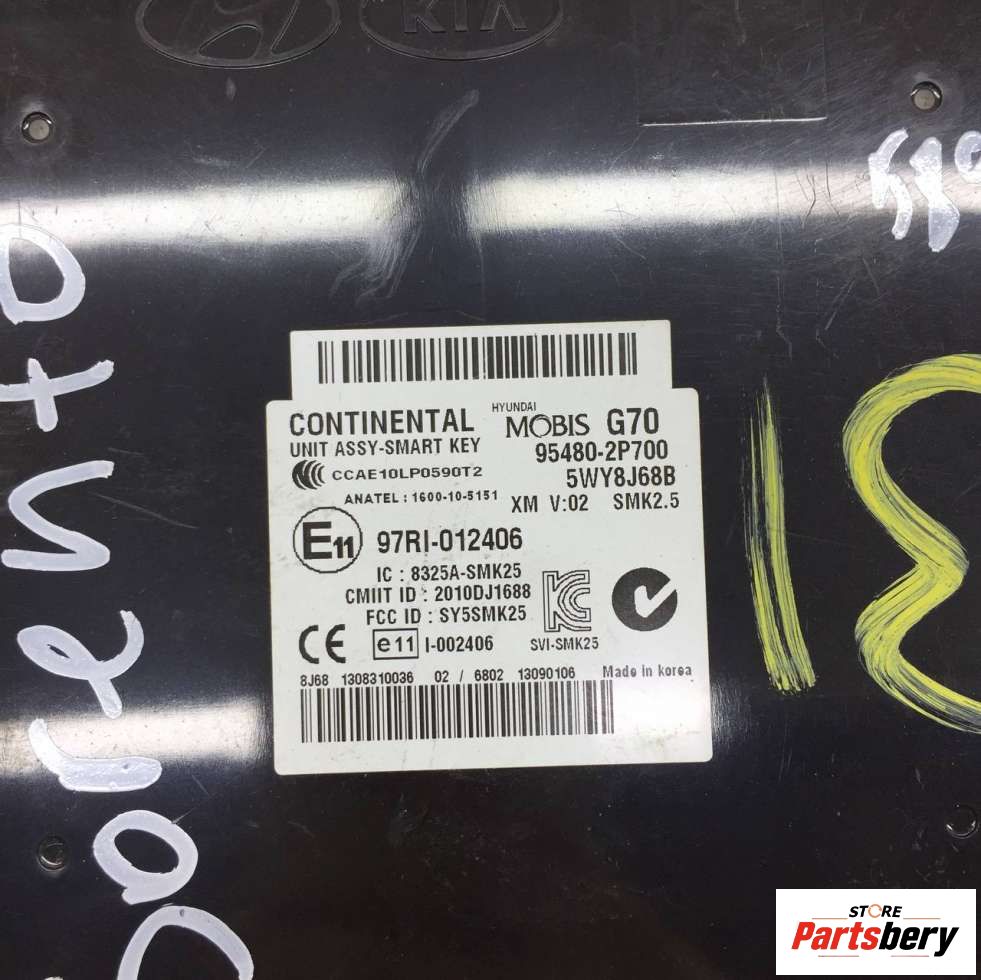 KIA
CONTINENTAL
HYUNDAI
MOBIS G70
UNIT ASSY-SMART KEY
95480-2P700
CCAE10LP0590T2
5WY8J68B
ANATEL : 1600-10-5151
XM V:02 SMK2.5
E11 97RI-012406
IC : 8325A-SMK25
CMIIT ID : 2010DJ1688
FCC ID : SY5SMK25
CE e11 I-002406
SVI-SMK25
8J68 1308310036 02 / 6802 13090106 Made in korea
Sorento
STORE
Partsbery